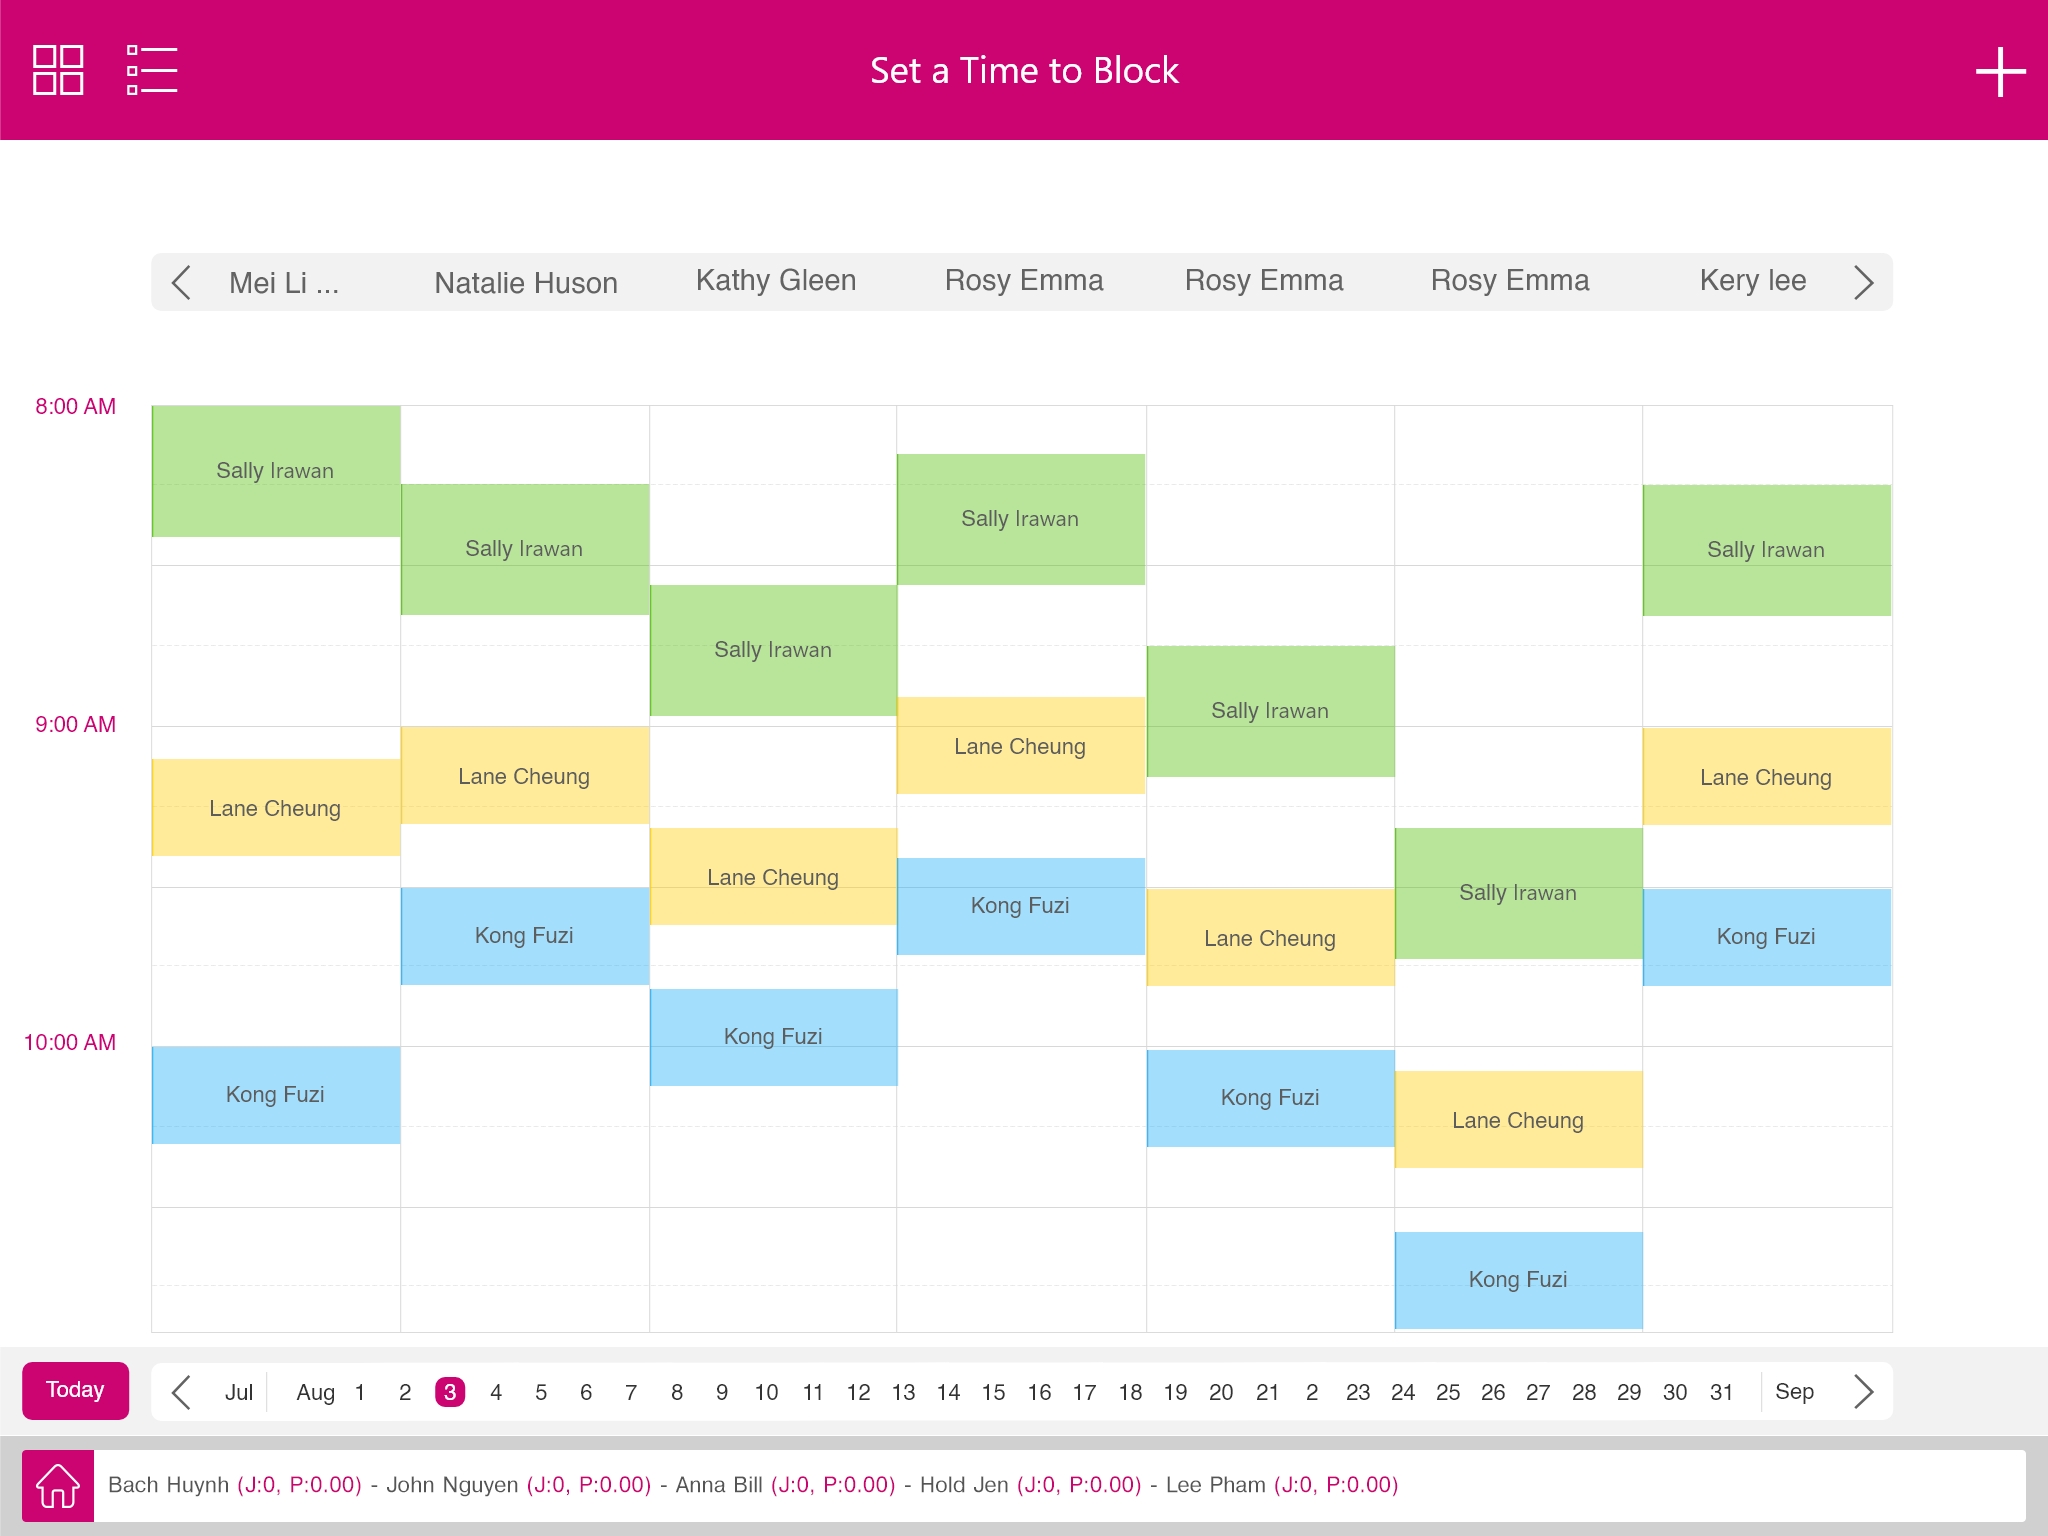 Set a Time to Block
Mei Li ... Natalie Huson Kathy Gleen Rosy Emma Rosy Emma Rosy Emma Kery lee
8:00 AM
Sally Irawan
Sally Irawan
Sally Irawan
Sally Irawan
Sally Irawan
Sally Irawan
9:00 AM
Lane Cheung
Lane Cheung
Lane Cheung
Lane Cheung
Lane Cheung
Sally Irawan
Kong Fuzi
Kong Fuzi
Kong Fuzi
Lane Cheung
10:00 AM
Kong Fuzi
Kong Fuzi
Kong Fuzi
Lane Cheung
Kong Fuzi
Today Jul Aug 1 2 3 4 5 6 7 8 9 10 11 12 13 14 15 16 17 18 19 20 21 2 23 24 25 26 27 28 29 30 31 Sep
Bach Huynh (J:0, P:0.00) - John Nguyen (J:0, P:0.00) - Anna Bill (J:0, P:0.00) - Hold Jen (J:0, P:0.00) - Lee Pham (J:0, P:0.00)